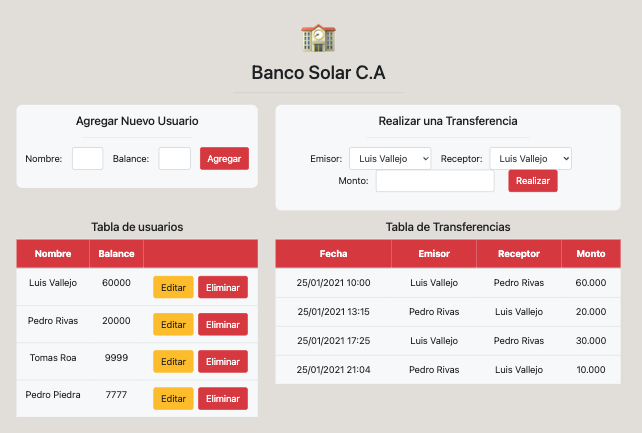 Banco Solar C.A
Agregar Nuevo Usuario
Nombre: Balance: Agregar
Realizar una Transferencia
Emisor: Luis Vallejo Receptor: Luis Vallejo
Monto: Realizar
Tabla de usuarios
Nombre Balance
Luis Vallejo 60000 Editar Eliminar
Pedro Rivas 20000 Editar Eliminar
Tomas Roa 9999 Editar Eliminar
Pedro Piedra 7777 Editar Eliminar
Tabla de Transferencias
Fecha Emisor Receptor Monto
25/01/2021 10:00 Luis Vallejo Pedro Rivas 60.000
25/01/2021 13:15 Pedro Rivas Luis Vallejo 20.000
25/01/2021 17:25 Luis Vallejo Pedro Rivas 30.000
25/01/2021 21:04 Pedro Rivas Luis Vallejo 10.000